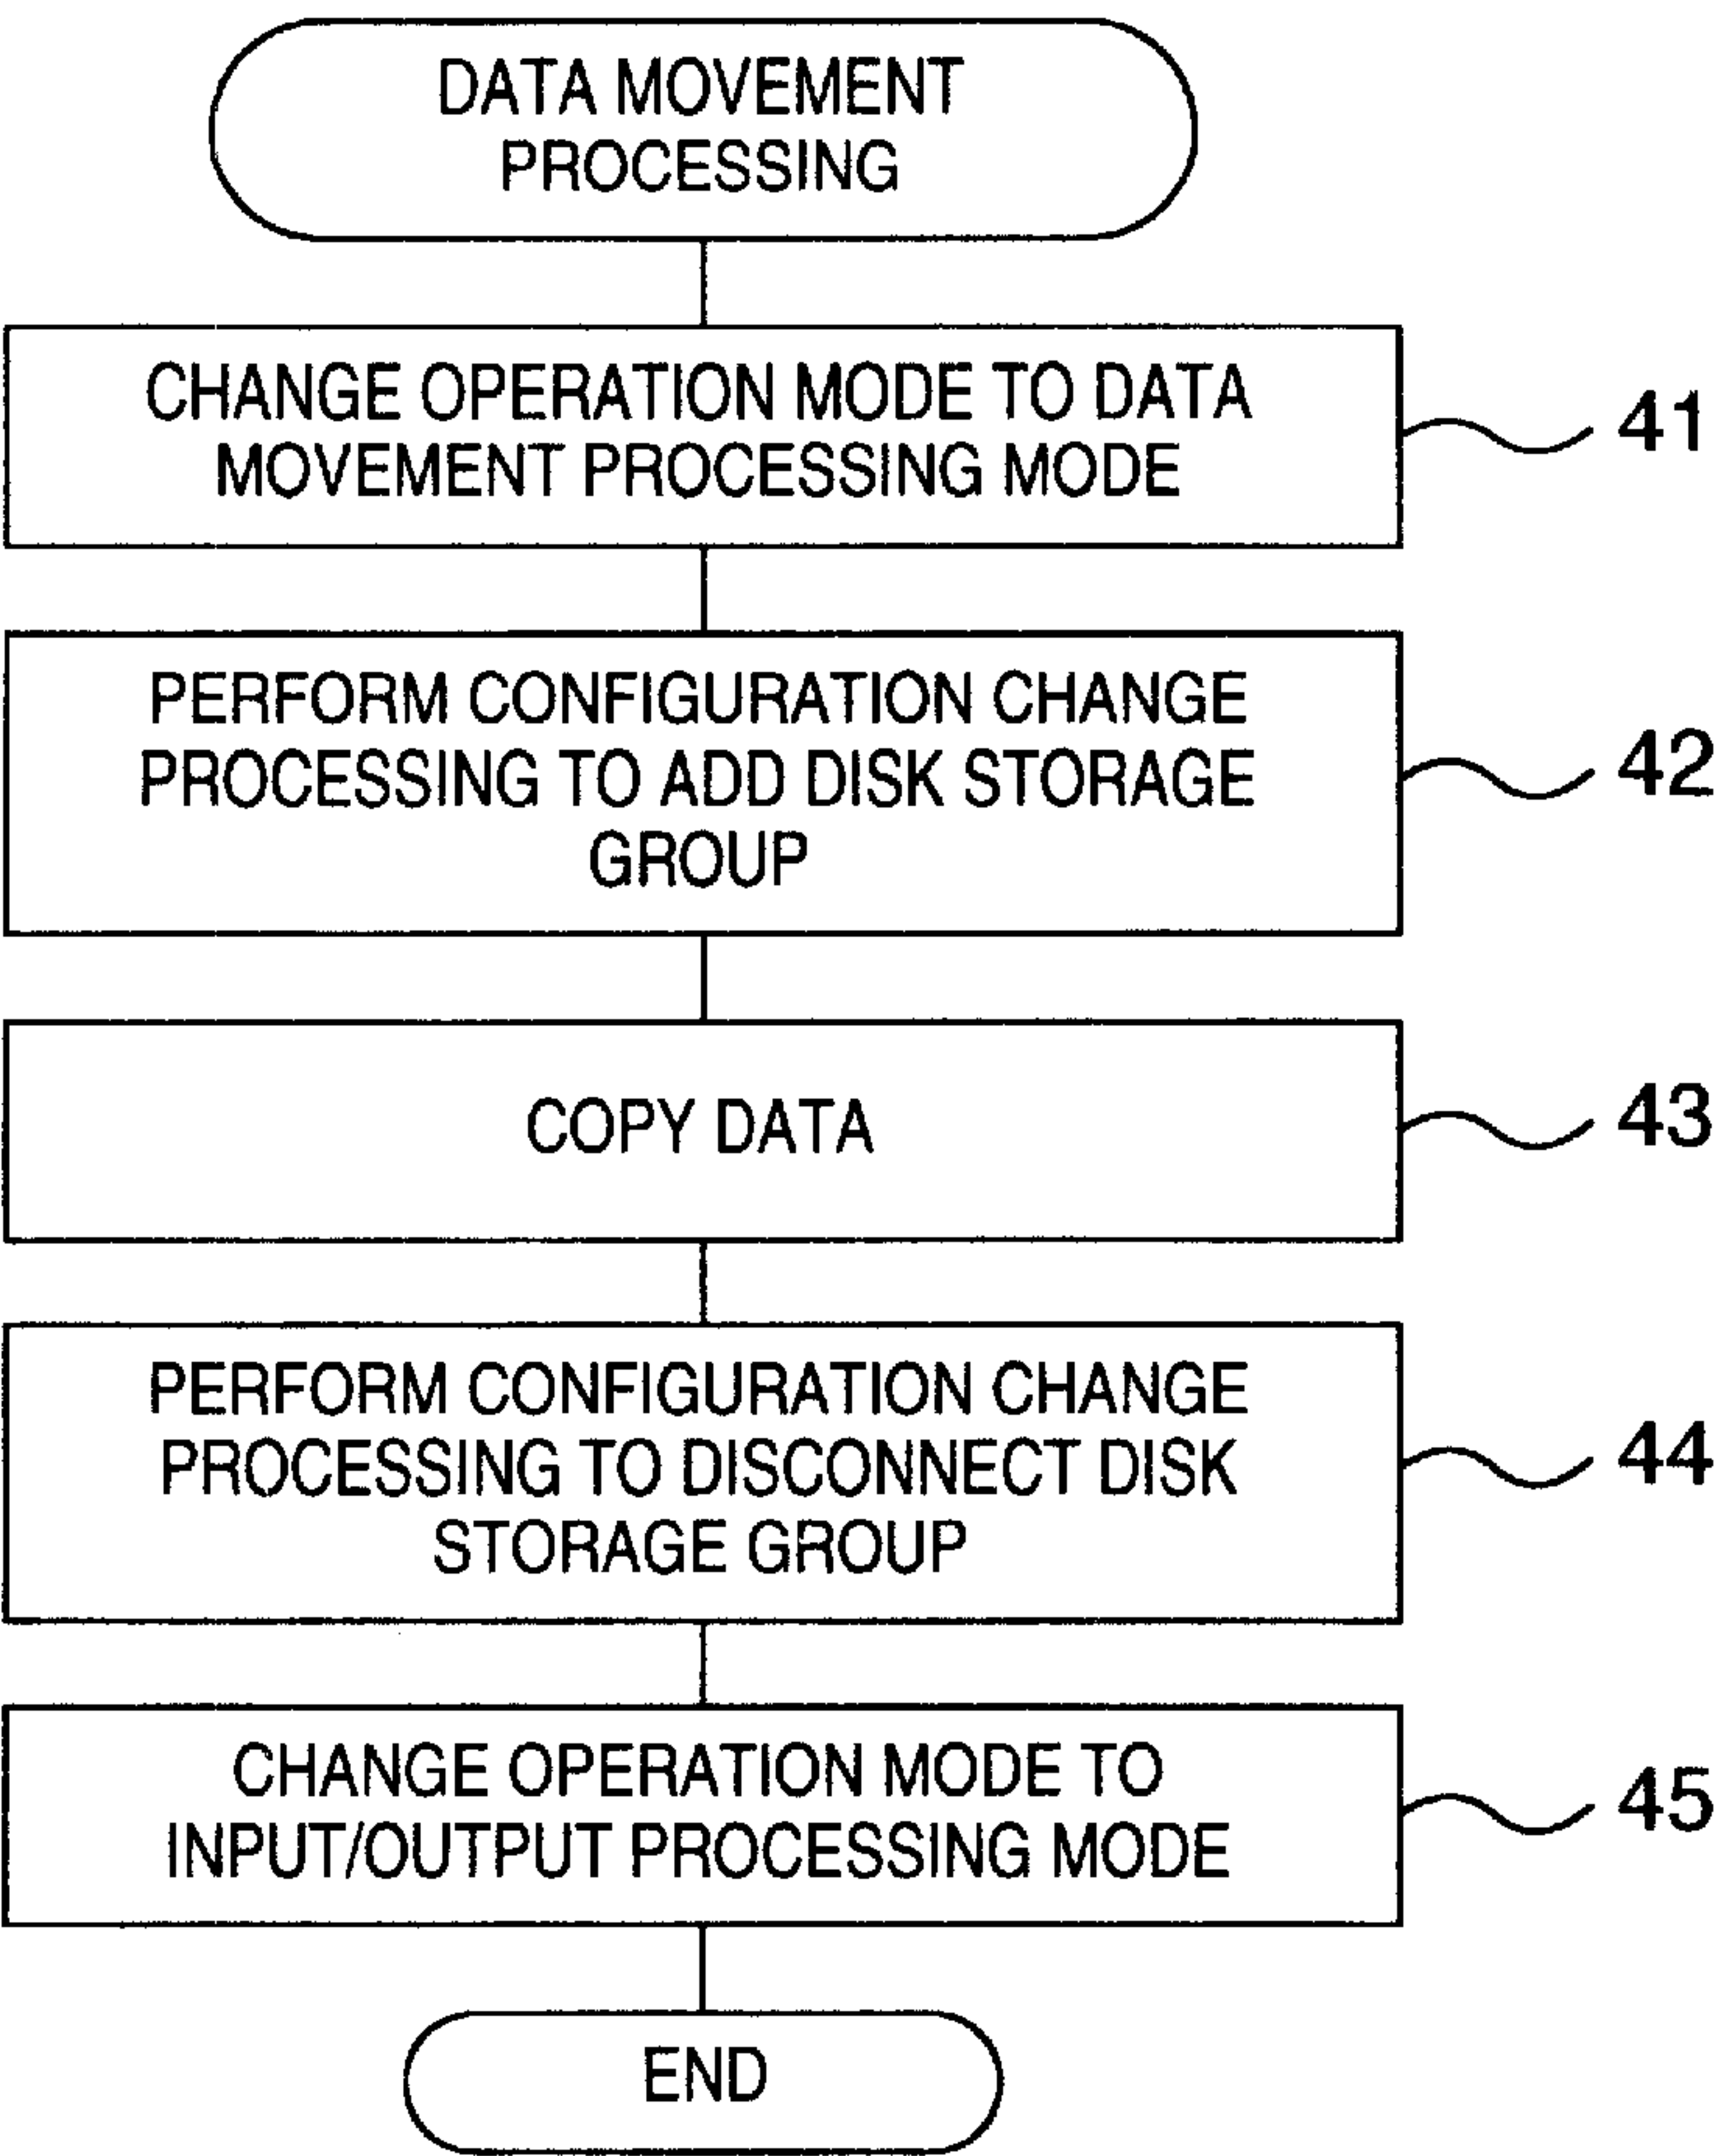 DATA MOVEMENT
PROCESSING
CHANGE OPERATION MODE TO DATA
MOVEMENT PROCESSING MODE
41
PERFORM CONFIGURATION CHANGE
PROCESSING TO ADD DISK STORAGE
GROUP
42
COPY DATA
43
PERFORM CONFIGURATION CHANGE
PROCESSING TO DISCONNECT DISK
STORAGE GROUP
44
CHANGE OPERATION MODE TO
INPUT/OUTPUT PROCESSING MODE
45
END